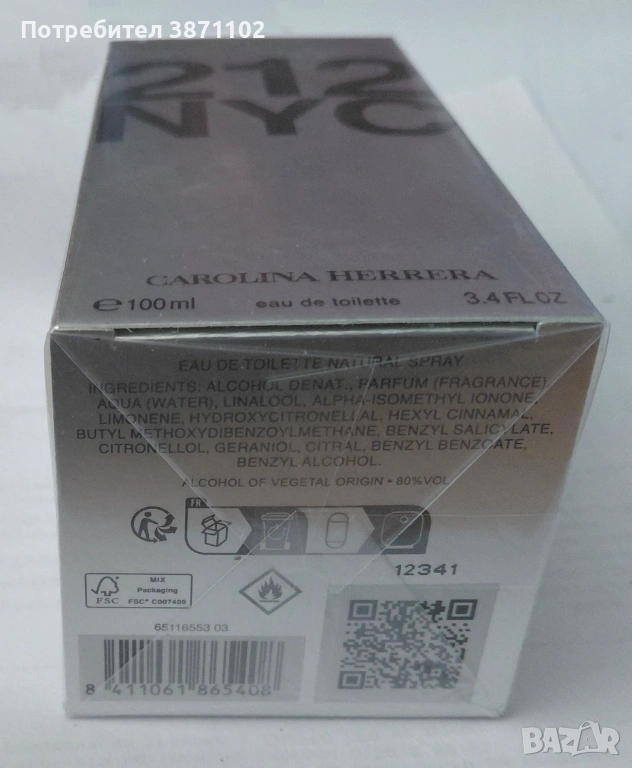 Потребител 3871102
212
NYC
CAROLINA HERRERA
℮100ml eau de toilette 3.4 FL OZ
EAU DE TOILETTE NATURAL SPRAY
INGREDIENTS: ALCOHOL DENAT., PARFUM (FRAGRANCE)
AQUA (WATER), LINALOOL, ALPHA-ISOMETHYL IONONE,
LIMONENE, HYDROXYCITRONELLAL, HEXYL CINNAMAL,
BUTYL METHOXYDIBENZOYLMETHANE, BENZYL SALICYLATE,
CITRONELLOL, GERANIOL, CITRAL, BENZYL BENZOATE,
BENZYL ALCOHOL.
ALCOHOL OF VEGETAL ORIGIN • 80%VOL
FR
12341
FSC
MIX
Packaging
FSC® C007409
65116553 03
8 411061 865408
BAZAR